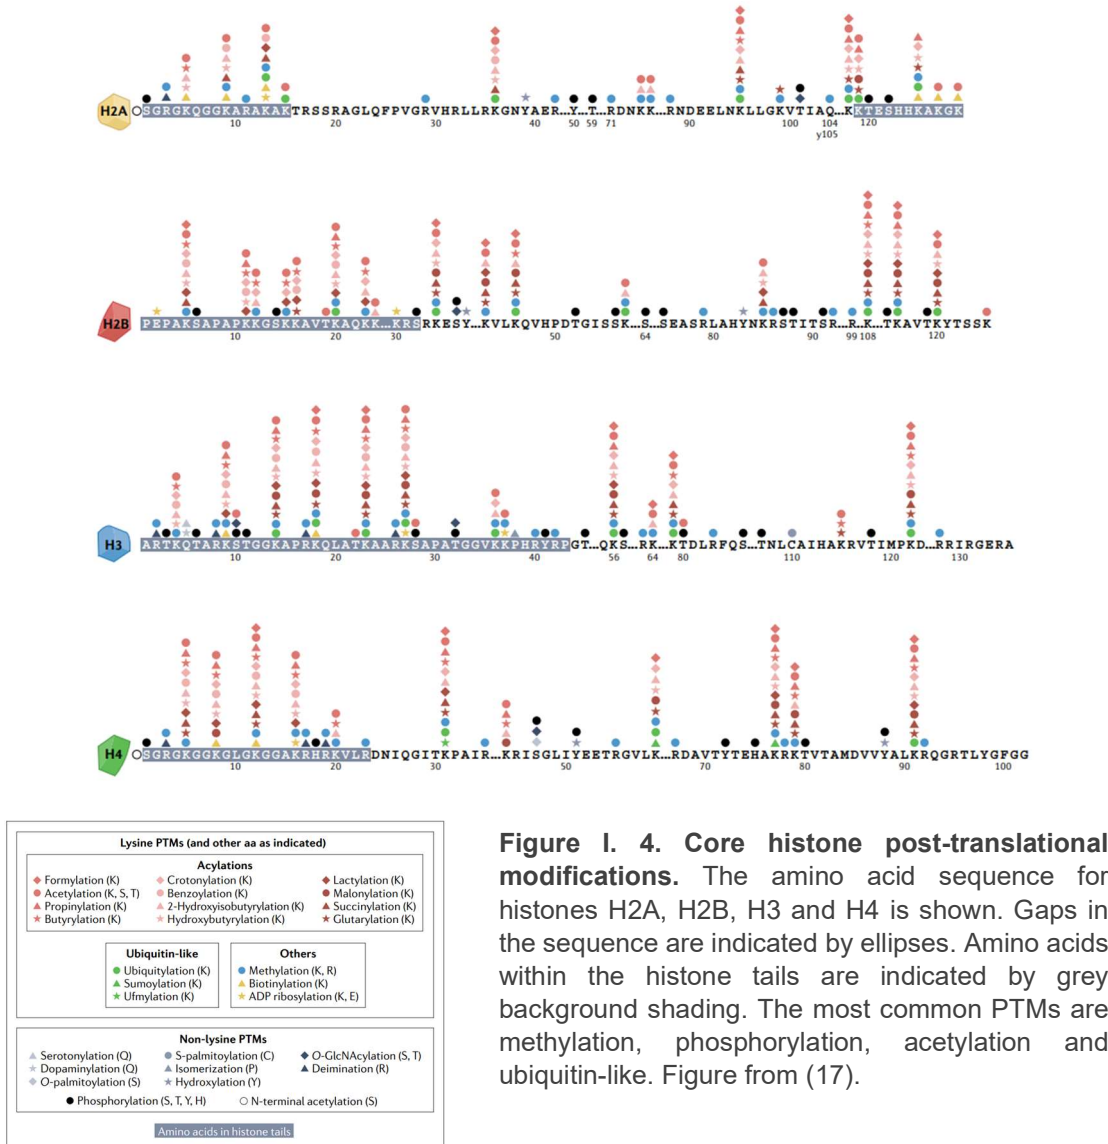 H2A
SGRGKQGGKARAKAKTRSSRAGLQFPVGRVHRLLRKGNYAER...Y...T...RDNKK...RNDEELNKLLGKVTIAQ...KKTESHHKAKGK
10 20 30 40 50 59 71 90 100 104 120
y105
H2B
PEPAKSAPAPKKGSKKAVTKAQKK...KRSRKESY...KVLKQVHPDTGISSK...S...SEASRLAHYNKRSTITSR...R...K...TKAVTKYTSSK
10 20 30 50 64 80 90 99 108 120
H3
ARTKQTARKSTGGKAPRKQLATKAARKSAPATGGVKKPHRYRPGT...QKS...RK...KTDLRFQS...TNLCAIHAKRVTIMPKD...RRIRGERA
10 20 30 40 56 64 80 110 120 130
H4
SGRGKGGKGLGKGGAKRHRKVLRDNIQGITKPAIR...KRISGLIYEETRGVLK...RDAVTYTEHAKRKTVTAMDVVYALKRQGRTLYGFGG
10 20 30 50 70 80 90 100
Lysine PTMs (and other aa as indicated)
Acylations
Formylation (K) Crotonylation (K) Lactylation (K)
Acetylation (K, S, T) Benzoylation (K) Malonylation (K)
Propinylation (K) 2-Hydroxyisobutyrylation (K) Succinylation (K)
Butyrylation (K) Hydroxybutyrylation (K) Glutarylation (K)
Ubiquitin-like Others
Ubiquitylation (K) Methylation (K, R)
Sumoylation (K) Biotinylation (K)
Ufmylation (K) ADP ribosylation (K, E)
Non-lysine PTMs
Serotonylation (Q) S-palmitoylation (C) O-GlcNAcylation (S, T)
Dopaminylation (Q) Isomerization (P) Deimination (R)
O-palmitoylation (S) Hydroxylation (Y)
Phosphorylation (S, T, Y, H) N-terminal acetylation (S)
Amino acids in histone tails
Figure I. 4. Core histone post-translational
modifications. The amino acid sequence for
histones H2A, H2B, H3 and H4 is shown. Gaps in
the sequence are indicated by ellipses. Amino acids
within the histone tails are indicated by grey
background shading. The most common PTMs are
methylation, phosphorylation, acetylation and
ubiquitin-like. Figure from (17).